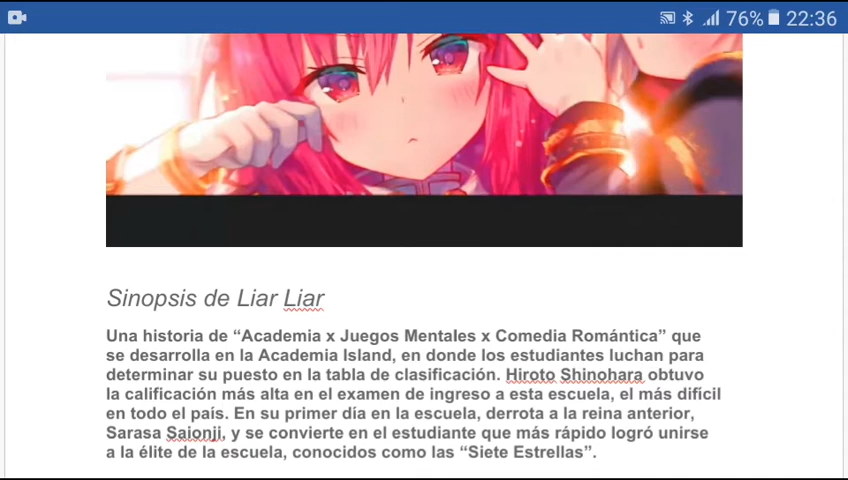 76% 22:36
Sinopsis de Liar Liar
Una historia de “Academia x Juegos Mentales x Comedia Romántica” que
se desarrolla en la Academia Island, en donde los estudiantes luchan para
determinar su puesto en la tabla de clasificación. Hiroto Shinohara obtuvo
la calificación más alta en el examen de ingreso a esta escuela, el más difícil
en todo el país. En su primer día en la escuela, derrota a la reina anterior,
Sarasa Saionji, y se convierte en el estudiante que más rápido logró unirse
a la élite de la escuela, conocidos como las “Siete Estrellas”.